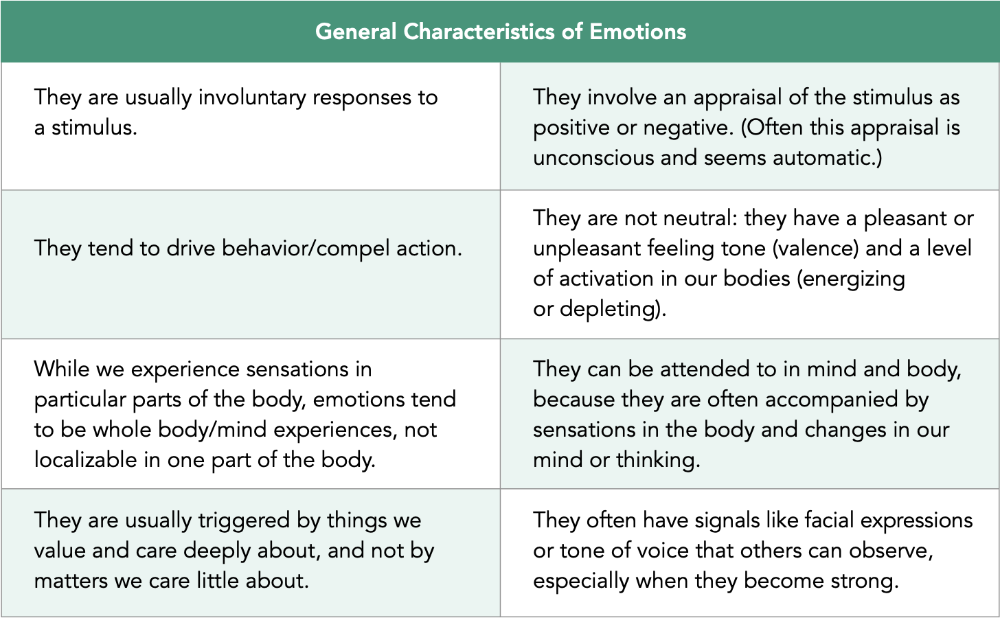 General Characteristics of Emotions
They are usually involuntary responses to
a stimulus.
They involve an appraisal of the stimulus as
positive or negative. (Often this appraisal is
unconscious and seems automatic.)
They tend to drive behavior/compel action.
They are not neutral: they have a pleasant or
unpleasant feeling tone (valence) and a level
of activation in our bodies (energizing
or depleting).
While we experience sensations in
particular parts of the body, emotions tend
to be whole body/mind experiences, not
localizable in one part of the body.
They can be attended to in mind and body,
because they are often accompanied by
sensations in the body and changes in our
mind or thinking.
They are usually triggered by things we
value and care deeply about, and not by
matters we care little about.
They often have signals like facial expressions
or tone of voice that others can observe,
especially when they become strong.